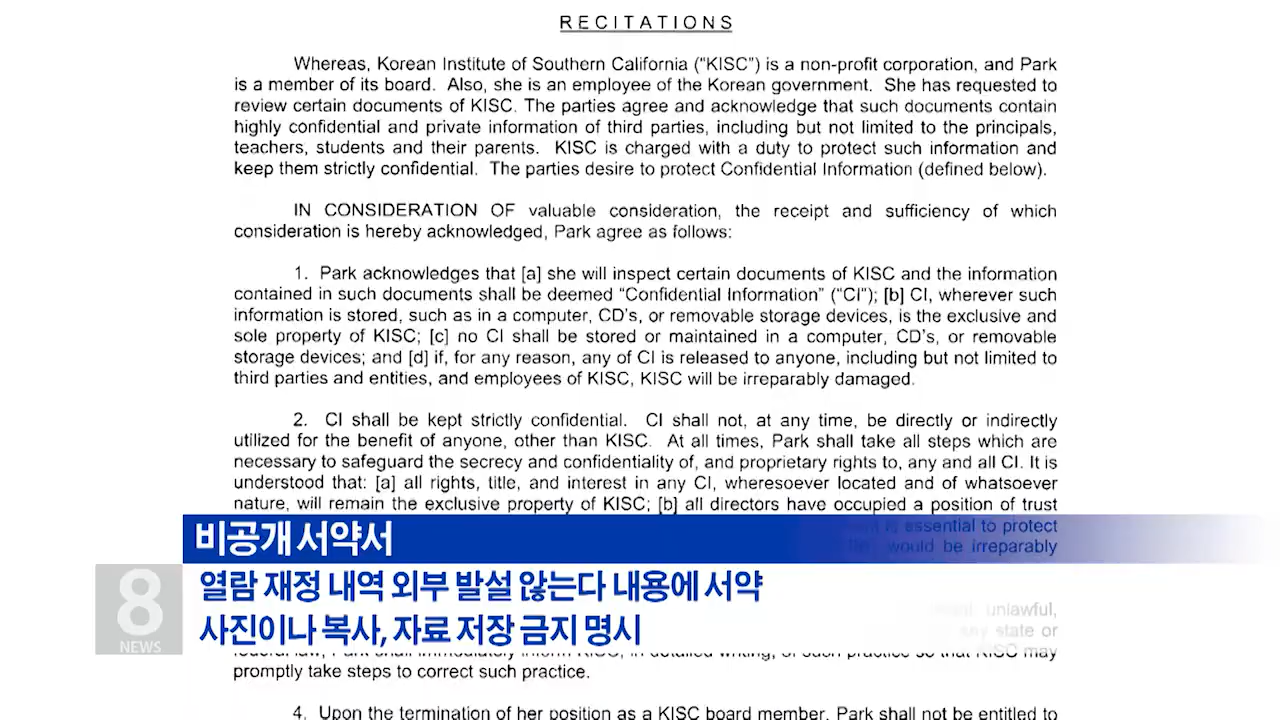 RECITATIONS
Whereas, Korean Institute of Southern California (“KISC”) is a non-profit corporation, and Park
is a member of its board. Also, she is an employee of the Korean government. She has requested to
review certain documents of KISC. The parties agree and acknowledge that such documents contain
highly confidential and private information of third parties, including but not limited to the principals,
teachers, students and their parents. KISC is charged with a duty to protect such information and
keep them strictly confidential. The parties desire to protect Confidential Information (defined below).
IN CONSIDERATION OF valuable consideration, the receipt and sufficiency of which
consideration is hereby acknowledged, Park agree as follows:
1. Park acknowledges that [a] she will inspect certain documents of KISC and the information
contained in such documents shall be deemed “Confidential Information” (“CI”); [b] CI, wherever such
information is stored, such as in a computer, CD’s, or removable storage devices, is the exclusive and
sole property of KISC; [c] no CI shall be stored or maintained in a computer, CD’s, or removable
storage devices; and [d] if, for any reason, any of CI is released to anyone, including but not limited to
third parties and entities, and employees of KISC, KISC will be irreparably damaged.
2. CI shall be kept strictly confidential. CI shall not, at any time, be directly or indirectly
utilized for the benefit of anyone, other than KISC. At all times, Park shall take all steps which are
necessary to safeguard the secrecy and confidentiality of, and proprietary rights to, any and all CI. It is
understood that: [a] all rights, title, and interest in any CI, wheresoever located and of whatsoever
nature, will remain the exclusive property of KISC; [b] all directors have occupied a position of trust
is essential to protect
would be irreparably
비공개 서약서
열람 재정 내역 외부 발설 않는다 내용에 서약
사진이나 복사, 자료 저장 금지 명시
8
NEWS
unlawful,
any state or
federal law, Park shall immediately inform KISC, in detailed writing, of such practice so that KISC may
promptly take steps to correct such practice.
4. Upon the termination of her position as a KISC board member, Park shall not be entitled to